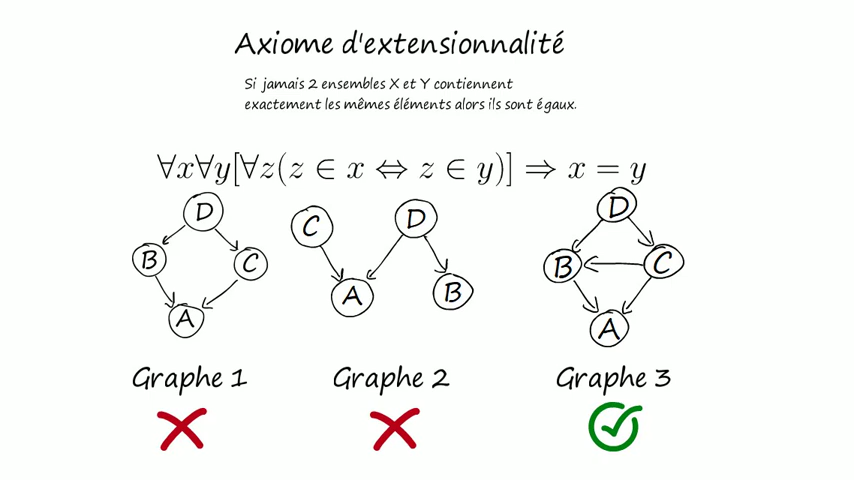 Axiome d'extensionnalité
Si jamais 2 ensembles X et Y contiennent
exactement les mêmes éléments alors ils sont égaux.
∀x∀y[∀z(z ∈ x ⇔ z ∈ y)] ⇒ x = y
D
B
C
A
C
D
A
B
D
B
C
A
Graphe 1
Graphe 2
Graphe 3